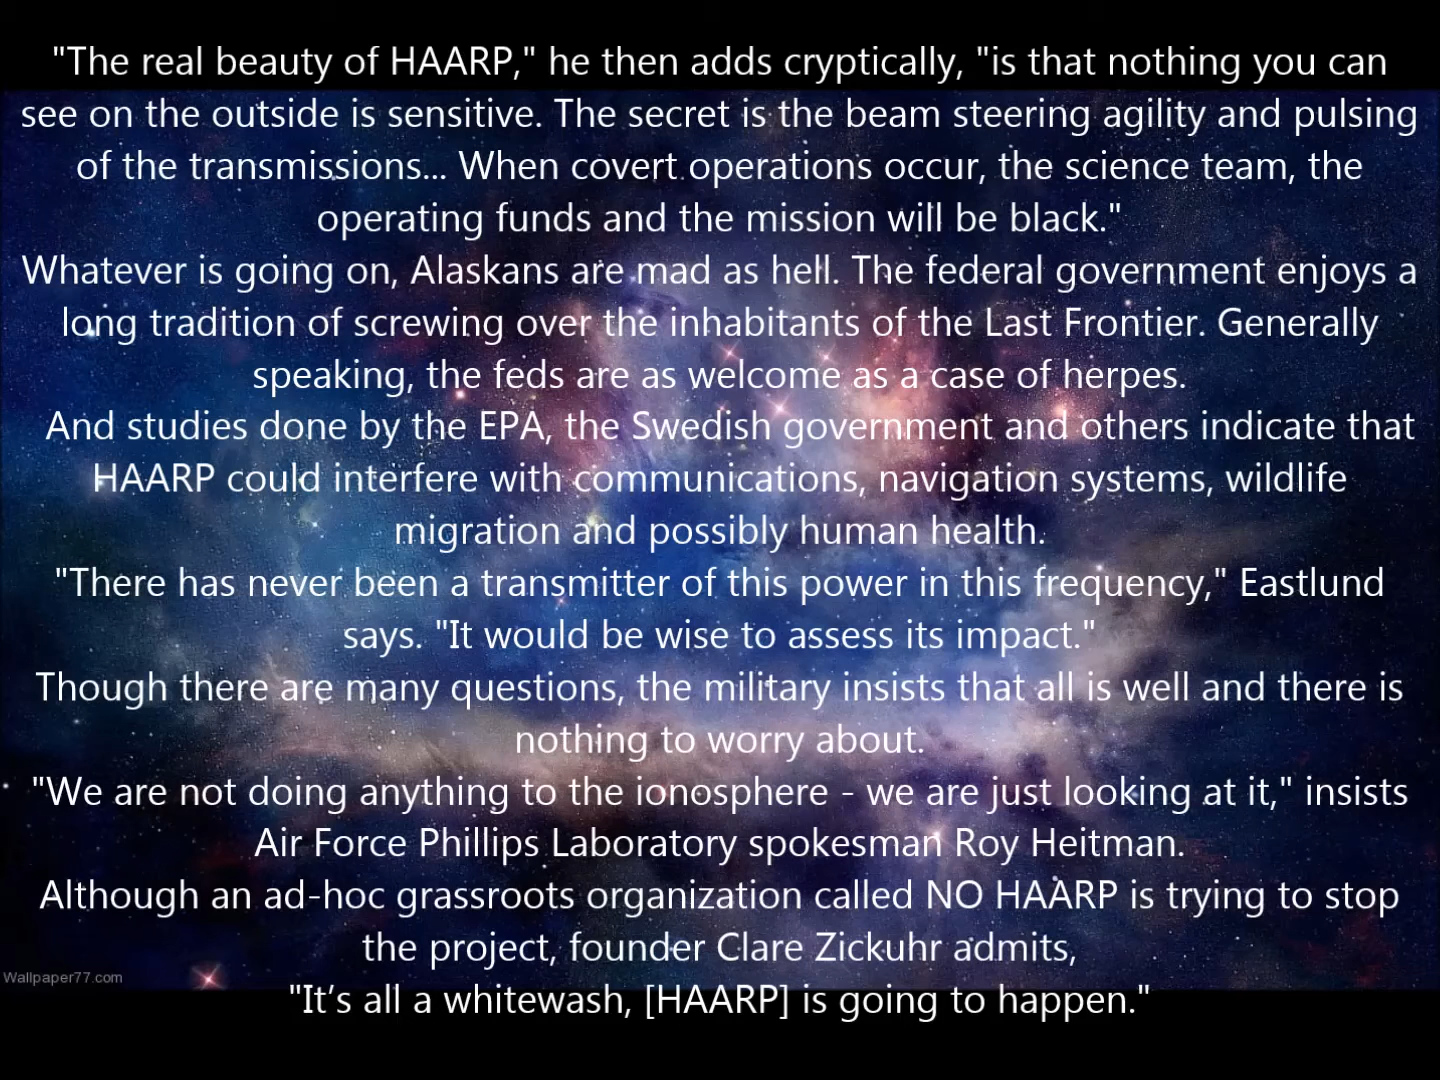 "The real beauty of HAARP," he then adds cryptically, "is that nothing you can
see on the outside is sensitive. The secret is the beam steering agility and pulsing
of the transmissions... When covert operations occur, the science team, the
operating funds and the mission will be black."
Whatever is going on, Alaskans are mad as hell. The federal government enjoys a
long tradition of screwing over the inhabitants of the Last Frontier. Generally
speaking, the feds are as welcome as a case of herpes.
And studies done by the EPA, the Swedish government and others indicate that
HAARP could interfere with communications, navigation systems, wildlife
migration and possibly human health.
"There has never been a transmitter of this power in this frequency," Eastlund
says. "It would be wise to assess its impact."
Though there are many questions, the military insists that all is well and there is
nothing to worry about.
"We are not doing anything to the ionosphere - we are just looking at it," insists
Air Force Phillips Laboratory spokesman Roy Heitman.
Although an ad-hoc grassroots organization called NO HAARP is trying to stop
the project, founder Clare Zickuhr admits,
Wallpaper77.com
"It’s all a whitewash, [HAARP] is going to happen."